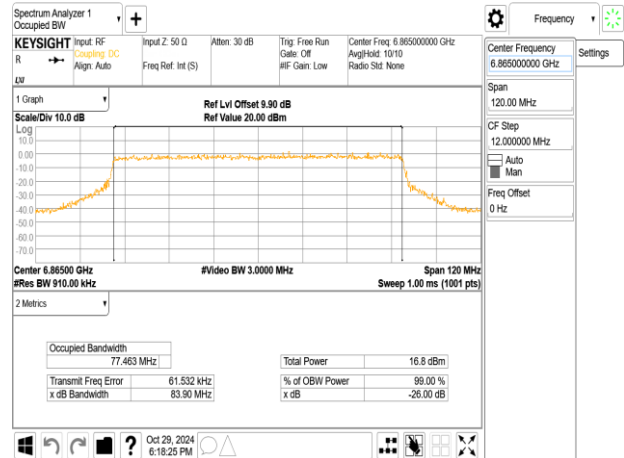 Spectrum Analyzer 1
Occupied BW
Frequency
KEYSIGHT
R
LXI
Input: RF
Coupling: DC
Align: Auto
Input Z: 50 Ω
Freq Ref: Int (S)
Atten: 30 dB
Trig: Free Run
Gate: Off
#IF Gain: Low
Center Freq: 6.865000000 GHz
Avg|Hold: 10/10
Radio Std: None
Center Frequency
6.865000000 GHz
Settings
Span
120.00 MHz
CF Step
12.000000 MHz
Auto
Man
Freq Offset
0 Hz
1 Graph
Scale/Div 10.0 dB
Ref Lvl Offset 9.90 dB
Ref Value 20.00 dBm
Log
10.0
0.00
-10.0
-20.0
-30.0
-40.0
-50.0
-60.0
-70.0
Center 6.86500 GHz
#Video BW 3.0000 MHz
Span 120 MHz
#Res BW 910.00 kHz
Sweep 1.00 ms (1001 pts)
2 Metrics
Occupied Bandwidth
77.463 MHz
Total Power 16.8 dBm
Transmit Freq Error 61.532 kHz
% of OBW Power 99.00 %
x dB Bandwidth 83.90 MHz
x dB -26.00 dB
?
Oct 29, 2024
6:18:25 PM